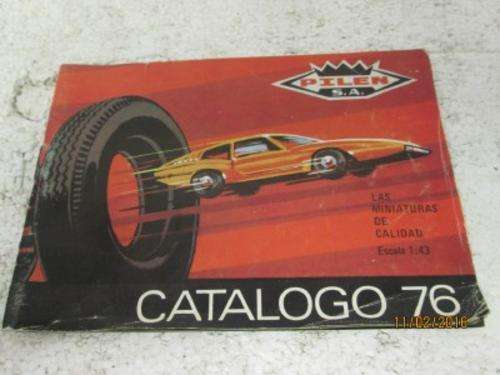 PILEN
S.A.
LAS
MINIATURAS
DE
CALIDAD
Escala 1:43
CATALOGO 76
11/02/2016